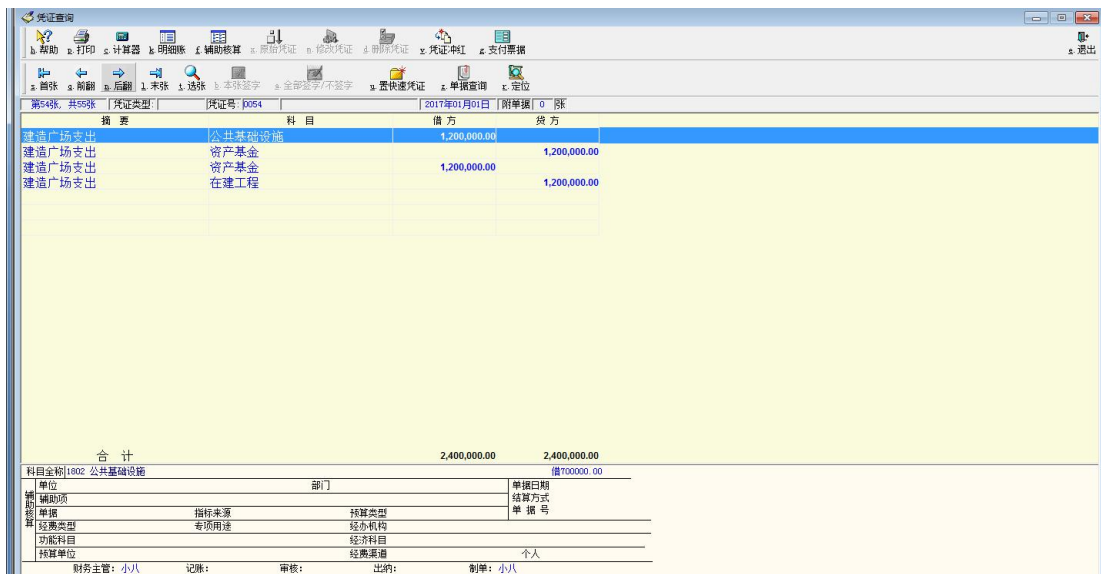 凭证查询
h.帮助 p.打印 c.计算器 k.明细账 f.辅助核算 a.原始凭证 n.修改凭证 d.删除凭证 v.凭证冲红 g.支付票据 e.退出
a.首张 q.前翻 n.后翻 l.末张 t.选张 h.本张签字 s.全部签字/不签字 u.置快速凭证 z.单据查询 r.定位
第54张, 共55张 凭证类型: 凭证号 0054 2017年01月01日 附单据 0 张
摘 要 科 目 借 方 贷 方
建造广场支出 公共基础设施 1,200,000.00
建造广场支出 资产基金 1,200,000.00
建造广场支出 资产基金 1,200,000.00
建造广场支出 在建工程 1,200,000.00
合 计 2,400,000.00 2,400,000.00
科目全称 1802 公共基础设施 借700000.00
辅助核算
单位 部门 单据日期
辅助项 结算方式
单据 指标来源 预算类型 单 据 号
经费类型 专项用途 经办机构
功能科目 经济科目
预算单位 经费渠道 个人
财务主管: 小八 记账: 审核: 出纳: 制单: 小八